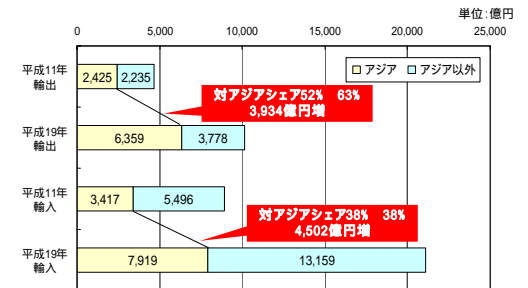 単位:億円
0 5,000 10,000 15,000 20,000 25,000
アジア アジア以外
平成11年
輸出
2,425 2,235
対アジアシェア52% 63%
3,934億円増
平成19年
輸出
6,359 3,778
平成11年
輸入
3,417 5,496
対アジアシェア38% 38%
4,502億円増
平成19年
輸入
7,919 13,159